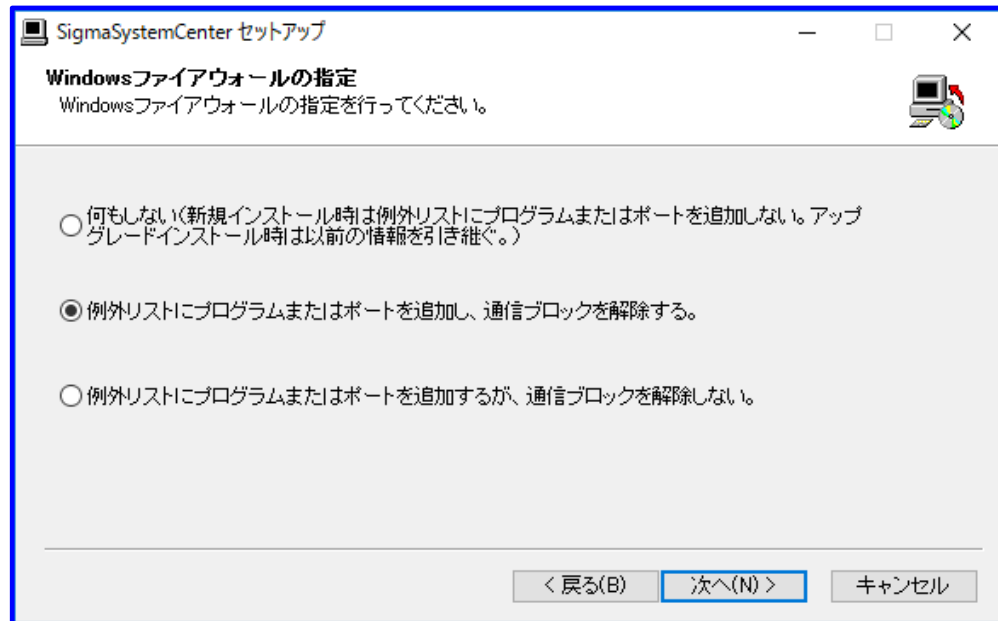 SigmaSystemCenter セットアップ
Windowsファイアウォールの指定
Windowsファイアウォールの指定を行ってください。
何もしない(新規インストール時は例外リストにプログラムまたはポートを追加しない。アップ
グレードインストール時は以前の情報を引き継ぐ。)
例外リストにプログラムまたはポートを追加し、通信ブロックを解除する。
例外リストにプログラムまたはポートを追加するが、通信ブロックを解除しない。
< 戻る(B) 次へ(N) > キャンセル